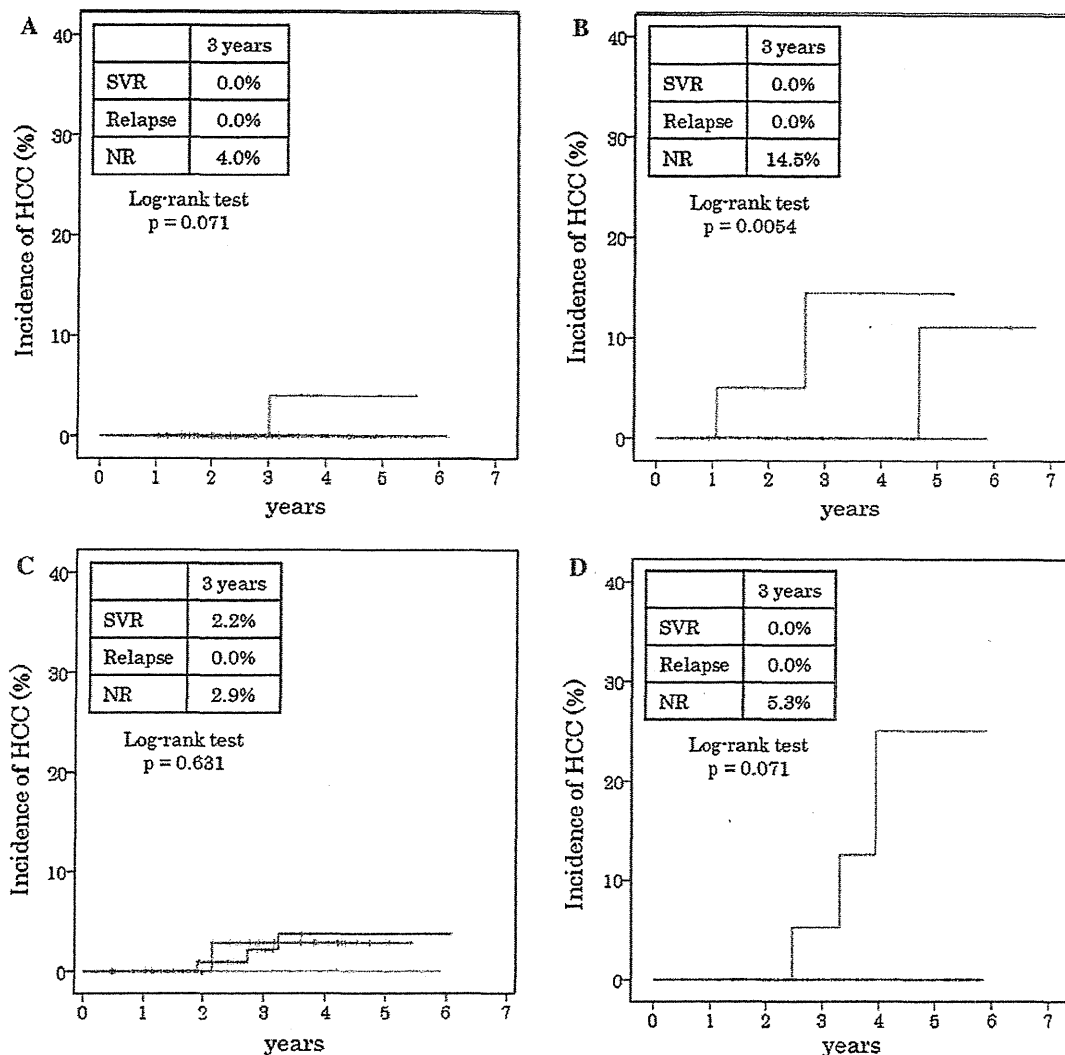 A
40
30
20
10
0
Incidence of HCC (%)
3 years
SVR 0.0%
Relapse 0.0%
NR 4.0%
Log-rank test
p = 0.071
0 1 2 3 4 5 6 7
years
B
40
30
20
10
0
Incidence of HCC (%)
3 years
SVR 0.0%
Relapse 0.0%
NR 14.5%
Log-rank test
p = 0.0054
0 1 2 3 4 5 6 7
years
C
40
30
20
10
0
Incidence of HCC (%)
3 years
SVR 2.2%
Relapse 0.0%
NR 2.9%
Log-rank test
p = 0.631
0 1 2 3 4 5 6 7
years
D
40
30
20
10
0
Incidence of HCC (%)
3 years
SVR 0.0%
Relapse 0.0%
NR 5.3%
Log-rank test
p = 0.071
0 1 2 3 4 5 6 7
years